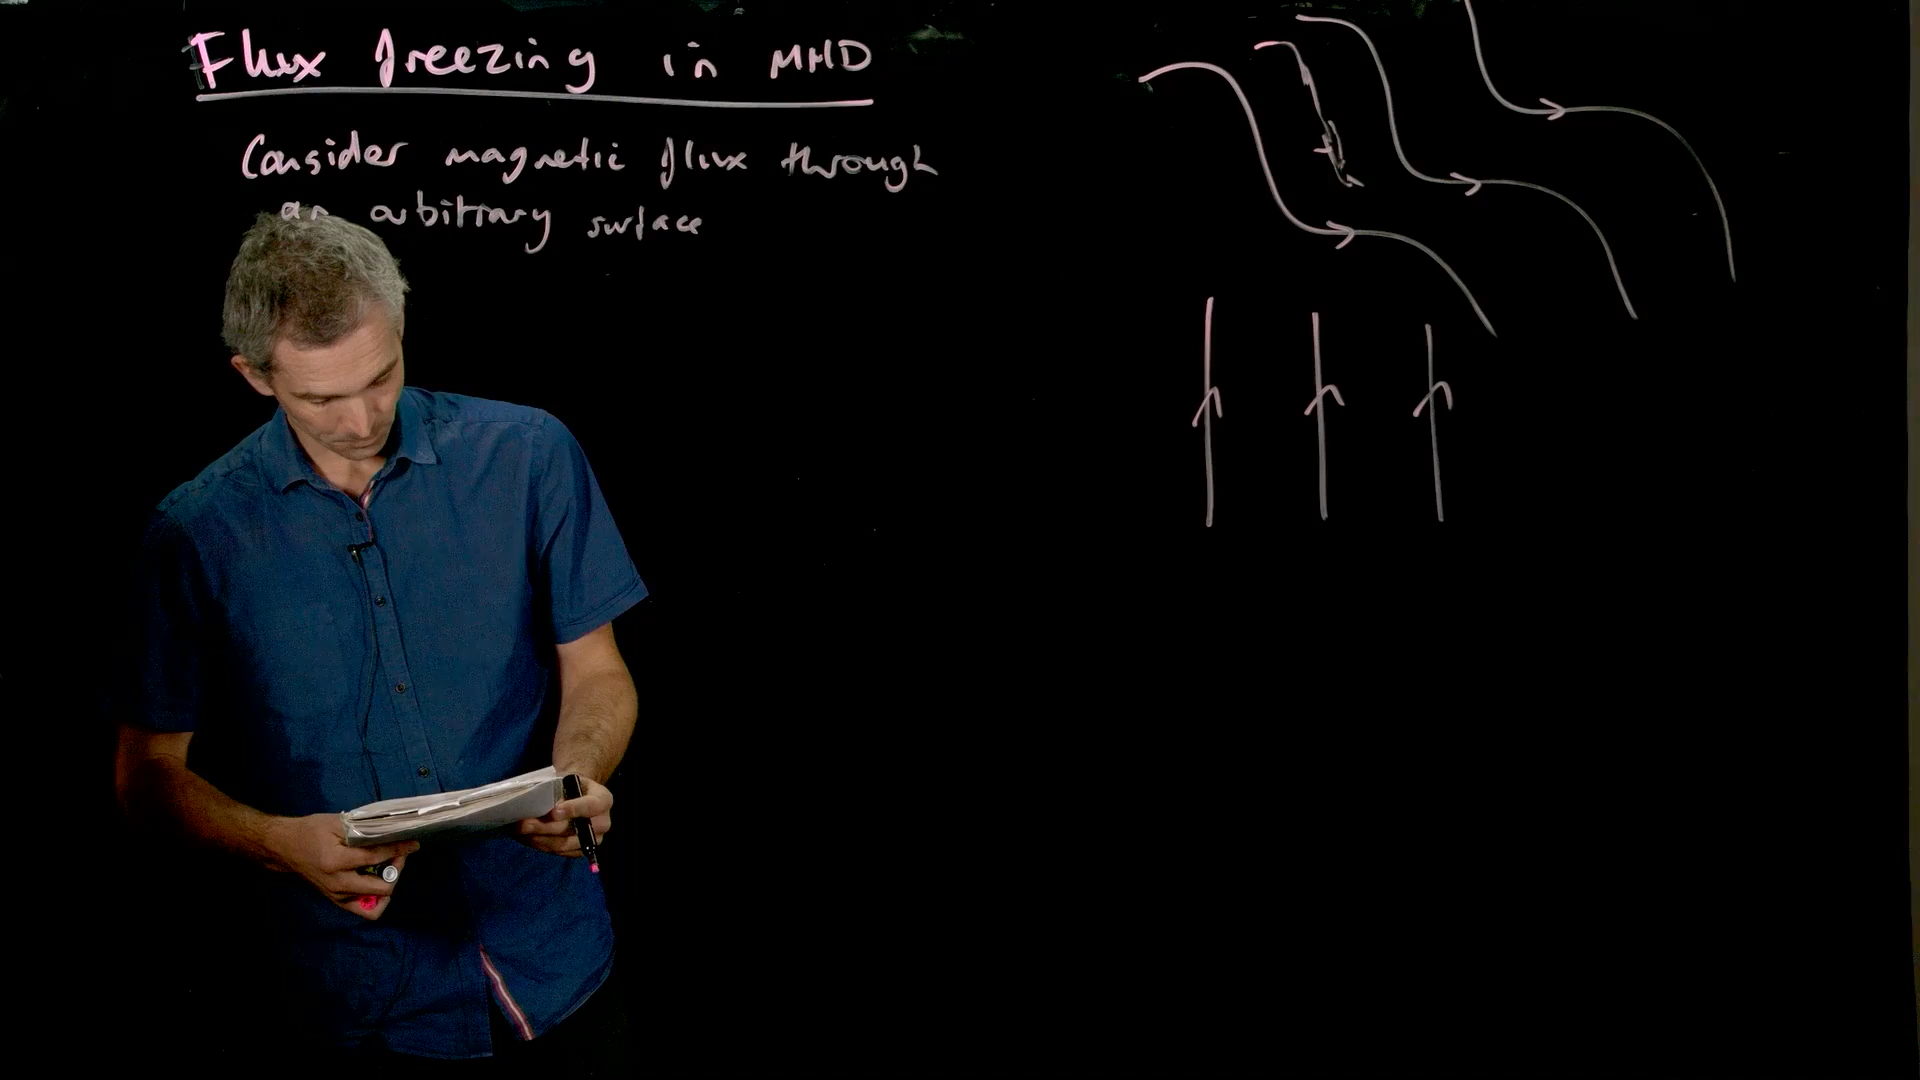 Flux freezing in MHD
Consider magnetic flux through
an arbitrary surface